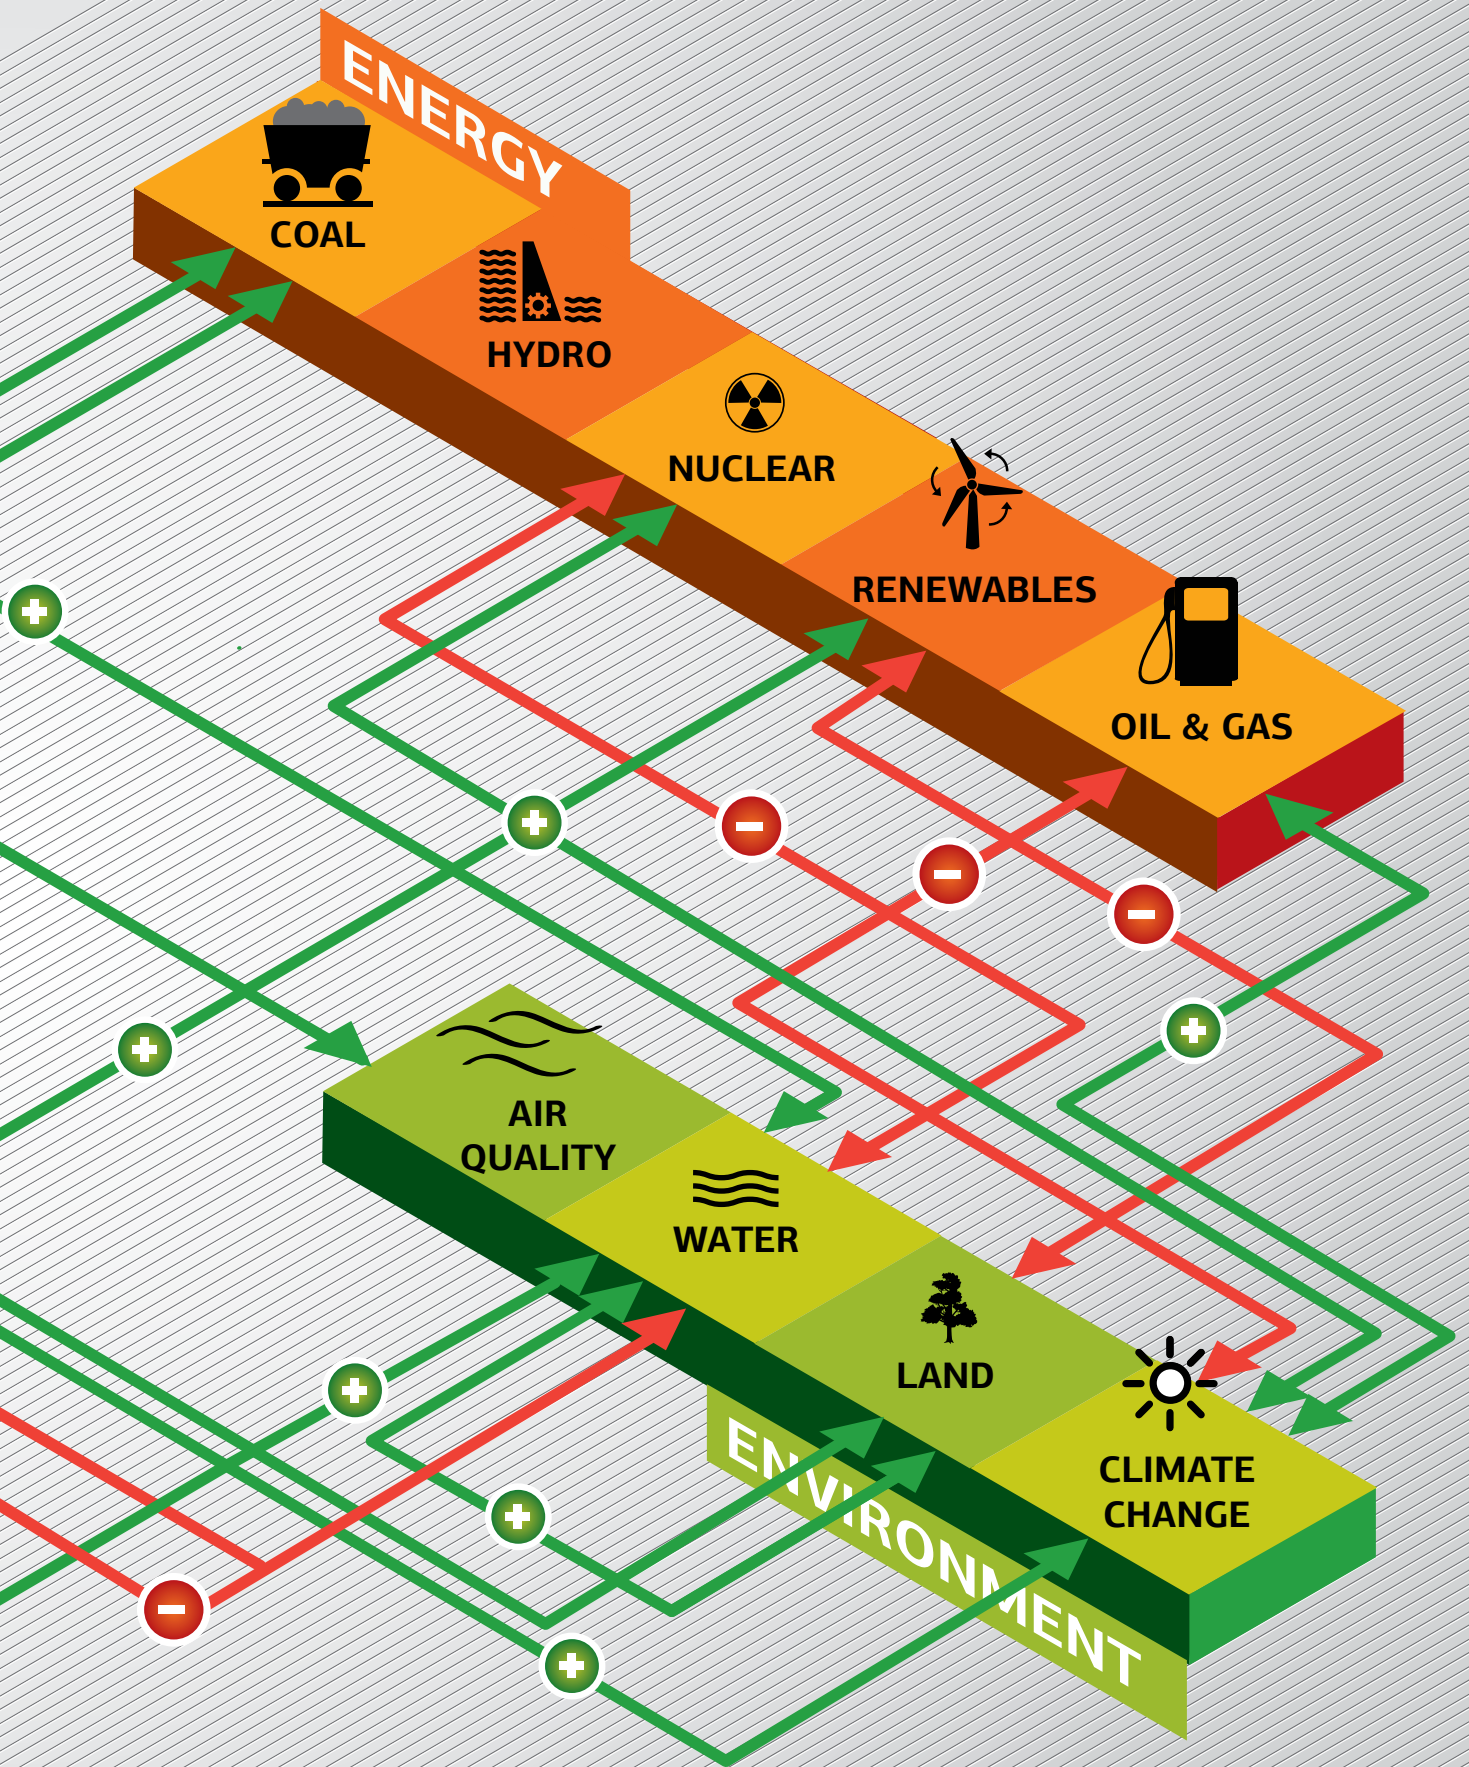 ENERGY
COAL
HYDRO
NUCLEAR
RENEWABLES
OIL & GAS
AIR
QUALITY
WATER
LAND
CLIMATE
CHANGE
ENVIRONMENT